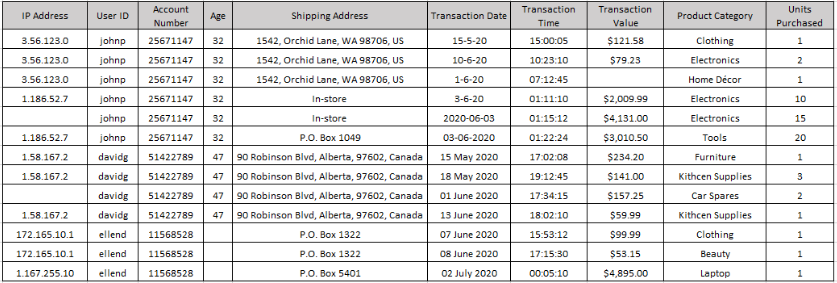 IP Address User ID Account Number Age Shipping Address Transaction Date Transaction Time Transaction Value Product Category Units Purchased
3.56.123.0 johnp 25671147 32 1542, Orchid Lane, WA 98706, US 15-5-20 15:00:05 $121.58 Clothing 1
3.56.123.0 johnp 25671147 32 1542, Orchid Lane, WA 98706, US 10-6-20 10:23:10 $79.23 Electronics 2
3.56.123.0 johnp 25671147 32 1542, Orchid Lane, WA 98706, US 1-6-20 07:12:45 Home Décor 1
1.186.52.7 johnp 25671147 32 In-store 3-6-20 01:11:10 $2,009.99 Electronics 10
johnp 25671147 32 In-store 2020-06-03 01:15:12 $4,131.00 Electronics 15
1.186.52.7 johnp 25671147 32 P.O. Box 1049 03-06-2020 01:22:24 $3,010.50 Tools 20
1.58.167.2 davidg 51422789 47 90 Robinson Blvd, Alberta, 97602, Canada 15 May 2020 17:02:08 $234.20 Furniture 1
1.58.167.2 davidg 51422789 47 90 Robinson Blvd, Alberta, 97602, Canada 18 May 2020 19:12:45 $141.00 Kithcen Supplies 3
davidg 51422789 47 90 Robinson Blvd, Alberta, 97602, Canada 01 June 2020 17:34:15 $157.25 Car Spares 2
1.58.167.2 davidg 51422789 47 90 Robinson Blvd, Alberta, 97602, Canada 13 June 2020 18:02:10 $59.99 Kithcen Supplies 1
172.165.10.1 ellend 11568528 P.O. Box 1322 07 June 2020 15:53:12 $99.99 Clothing 1
172.165.10.1 ellend 11568528 P.O. Box 1322 08 June 2020 17:15:30 $53.15 Beauty 1
1.167.255.10 ellend 11568528 P.O. Box 5401 02 July 2020 00:05:10 $4,895.00 Laptop 1